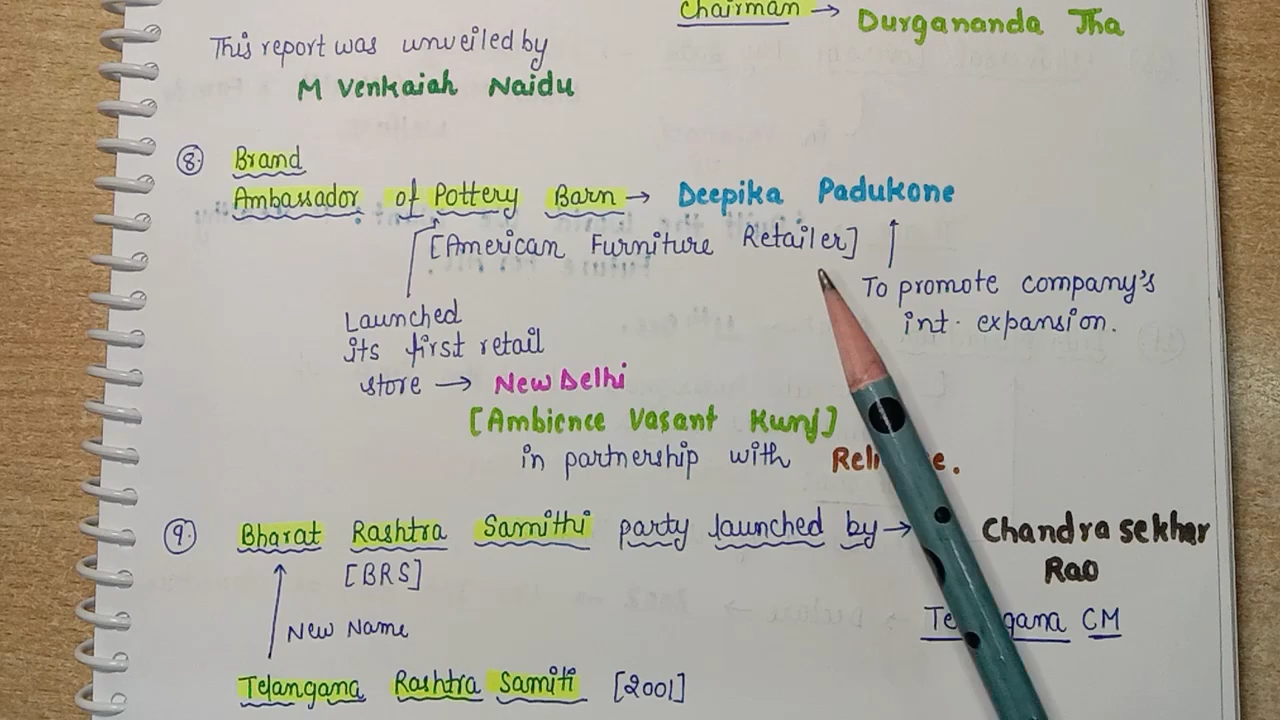 Chairman → Durgananda Jha
This report was unveiled by
M Venkaiah Naidu
8. Brand
Ambassador of Pottery Barn → Deepika Padukone
[American Furniture Retailer]
To promote company's
int. expansion.
Launched
its first retail
store → New Delhi
[Ambience Vasant Kunj]
in partnership with
9. Bharat Rashtra Samithi party launched by → Chandrasekhar
Rao
[BRS]
New Name
CM
Telangana Rashtra Samiti [2001]